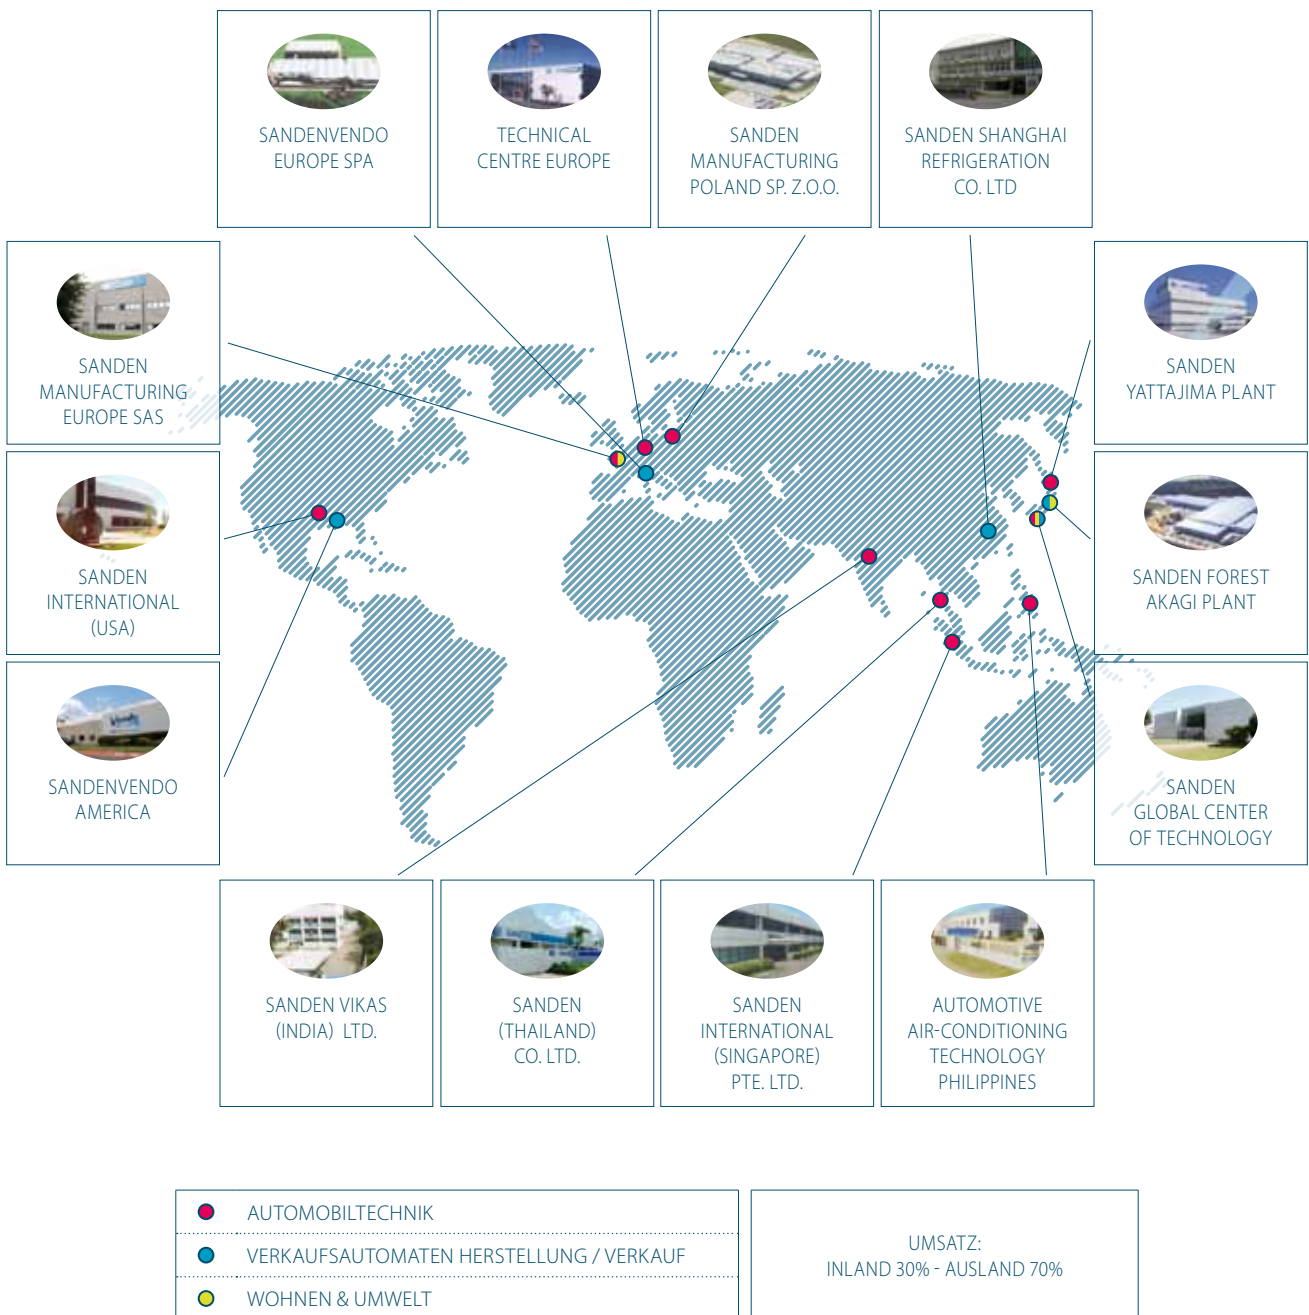 SANDENVENDO
EUROPE SPA
TECHNICAL
CENTRE EUROPE
SANDEN
MANUFACTURING
POLAND SP. Z.O.O.
SANDEN SHANGHAI
REFRIGERATION
CO. LTD
SANDEN
MANUFACTURING
EUROPE SAS
SANDEN
YATTAJIMA PLANT
SANDEN
INTERNATIONAL
(USA)
SANDEN FOREST
AKAGI PLANT
SANDENVENDO
AMERICA
SANDEN
GLOBAL CENTER
OF TECHNOLOGY
SANDEN VIKAS
(INDIA) LTD.
SANDEN
(THAILAND)
CO. LTD.
SANDEN
INTERNATIONAL
(SINGAPORE)
PTE. LTD.
AUTOMOTIVE
AIR-CONDITIONING
TECHNOLOGY
PHILIPPINES
AUTOMOBILTECHNIK
VERKAUFSAUTOMATEN HERSTELLUNG / VERKAUF
WOHNEN & UMWELT
UMSATZ:
INLAND 30% - AUSLAND 70%